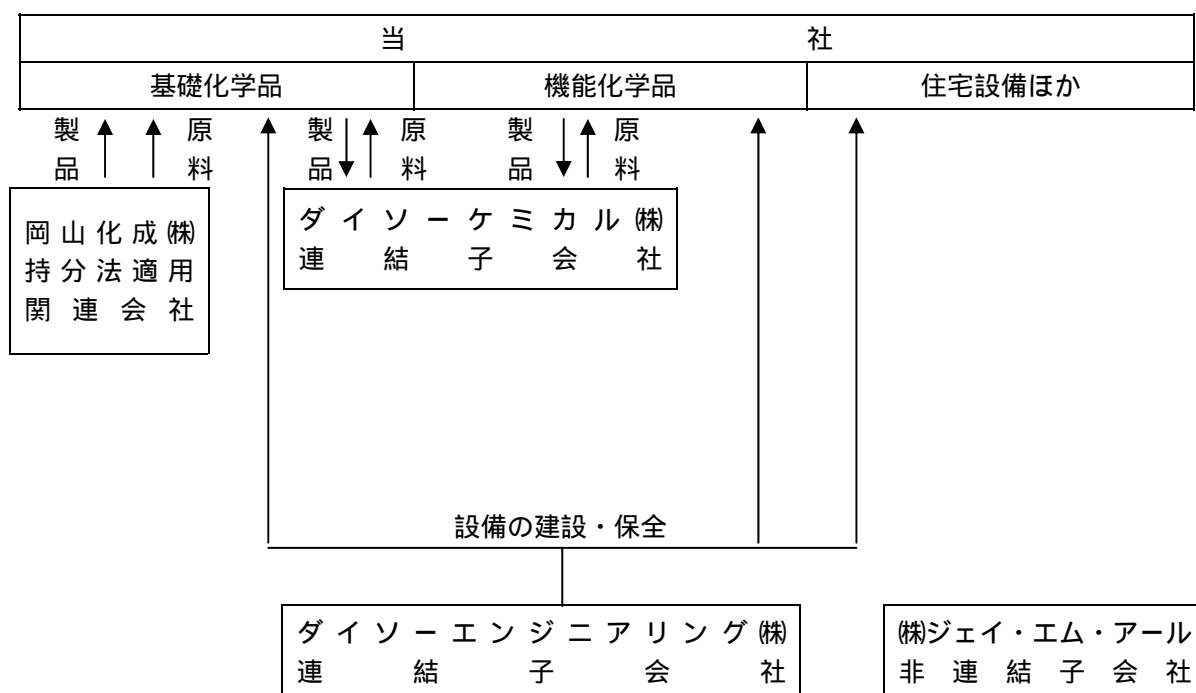 当社
基礎化学品 機能化学品 住宅設備ほか
製品 原料 製品 原料 製品 原料
岡山化成㈱
持分法適用
関連会社
ダイソーケミカル㈱
連結子会社
設備の建設・保全
ダイソーエンジニアリング㈱
連結子会社
㈱ジェイ・エム・アール
非連結子会社